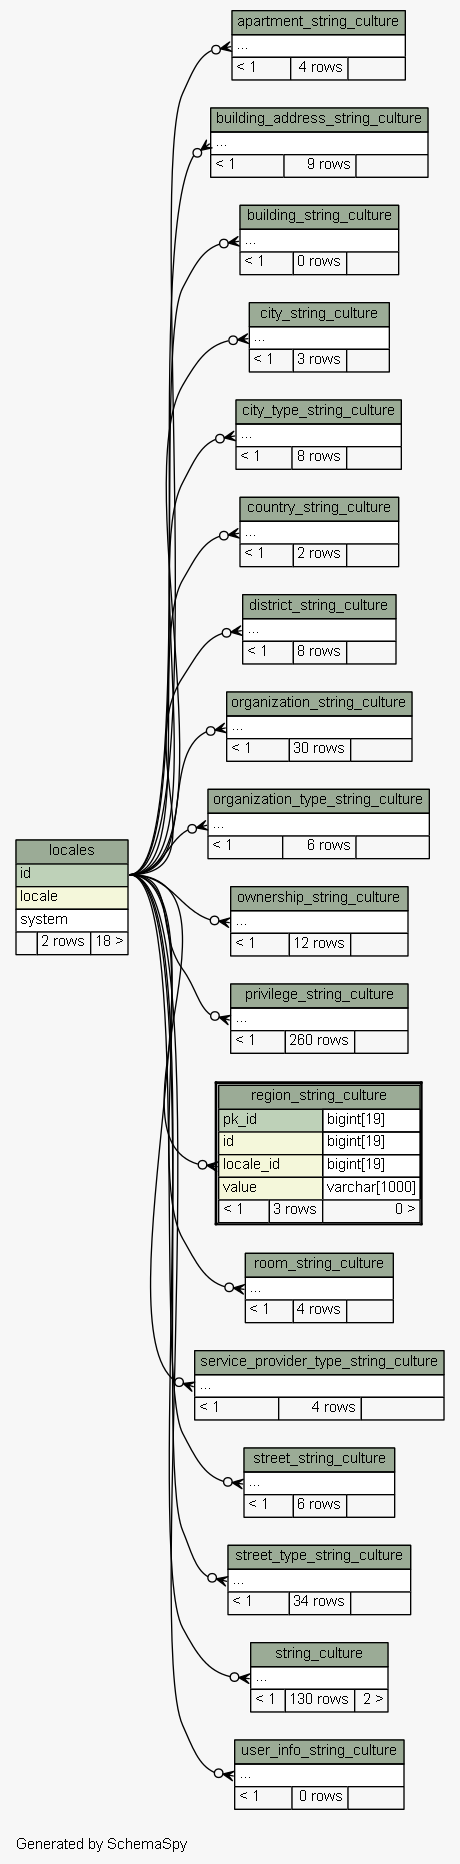 apartment_string_culture
...
< 1 4 rows
building_address_string_culture
...
< 1 9 rows
building_string_culture
...
< 1 0 rows
city_string_culture
...
< 1 3 rows
city_type_string_culture
...
< 1 8 rows
country_string_culture
...
< 1 2 rows
district_string_culture
...
< 1 8 rows
organization_string_culture
...
< 1 30 rows
organization_type_string_culture
...
< 1 6 rows
locales
id
locale
system
2 rows 18 >
ownership_string_culture
...
< 1 12 rows
privilege_string_culture
...
< 1 260 rows
region_string_culture
pk_id bigint[19]
id bigint[19]
locale_id bigint[19]
value varchar[1000]
< 1 3 rows 0 >
room_string_culture
...
< 1 4 rows
service_provider_type_string_culture
...
< 1 4 rows
street_string_culture
...
< 1 6 rows
street_type_string_culture
...
< 1 34 rows
string_culture
...
< 1 130 rows 2 >
user_info_string_culture
...
< 1 0 rows
Generated by SchemaSpy